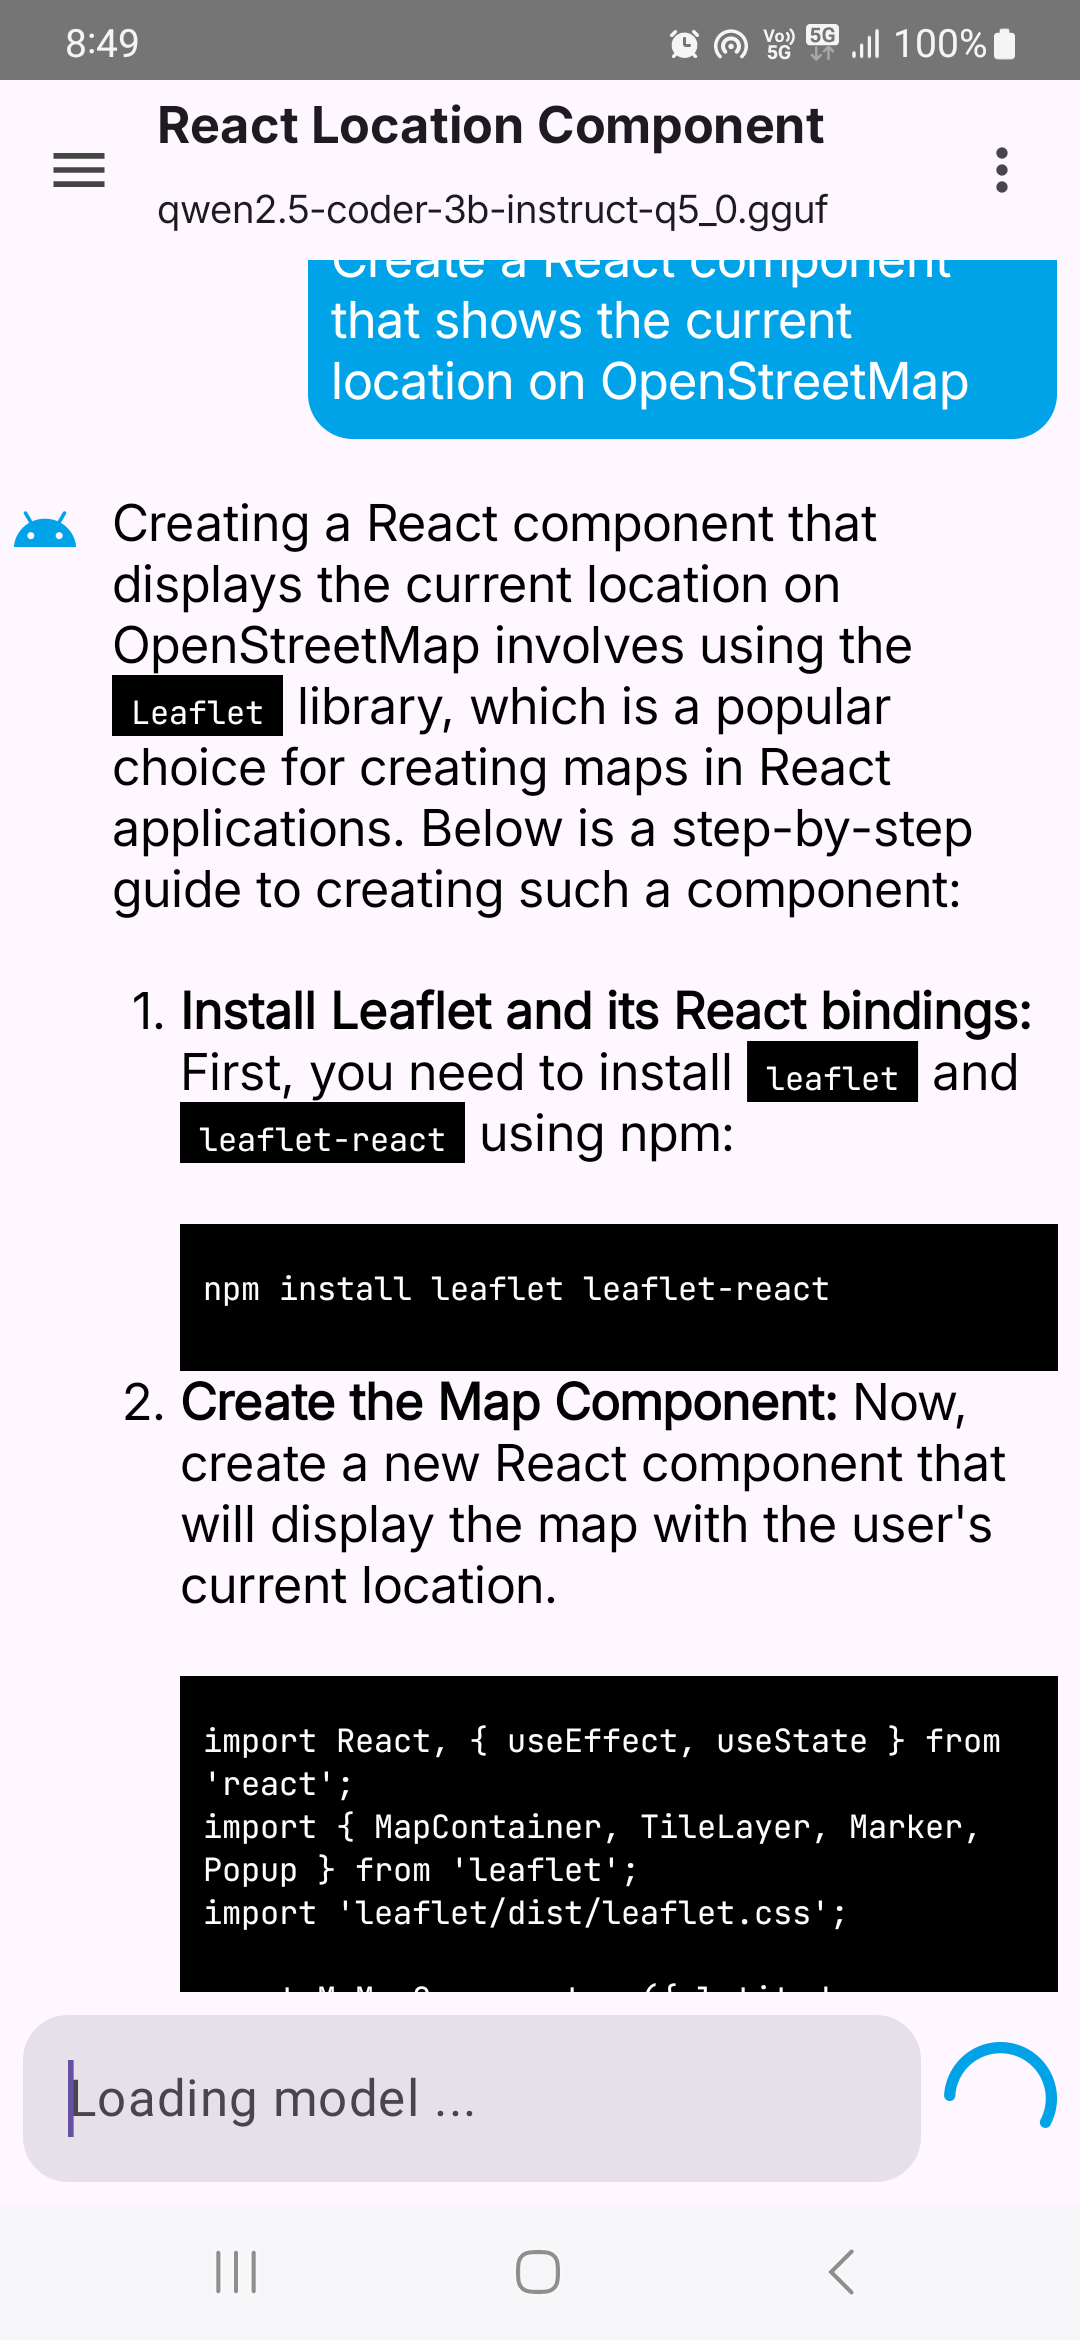 8:49
Vo)) 5G
5G
100%
React Location Component
qwen2.5-coder-3b-instruct-q5_0.gguf
Create a React component
that shows the current
location on OpenStreetMap
Creating a React component that
displays the current location on
OpenStreetMap involves using the
Leaflet library, which is a popular
choice for creating maps in React
applications. Below is a step-by-step
guide to creating such a component:
1. Install Leaflet and its React bindings:
First, you need to install leaflet and
leaflet-react using npm:
npm install leaflet leaflet-react
2. Create the Map Component: Now,
create a new React component that
will display the map with the user's
current location.
import React, { useEffect, useState } from
'react';
import { MapContainer, TileLayer, Marker,
Popup } from 'leaflet';
import 'leaflet/dist/leaflet.css';
Loading model ...